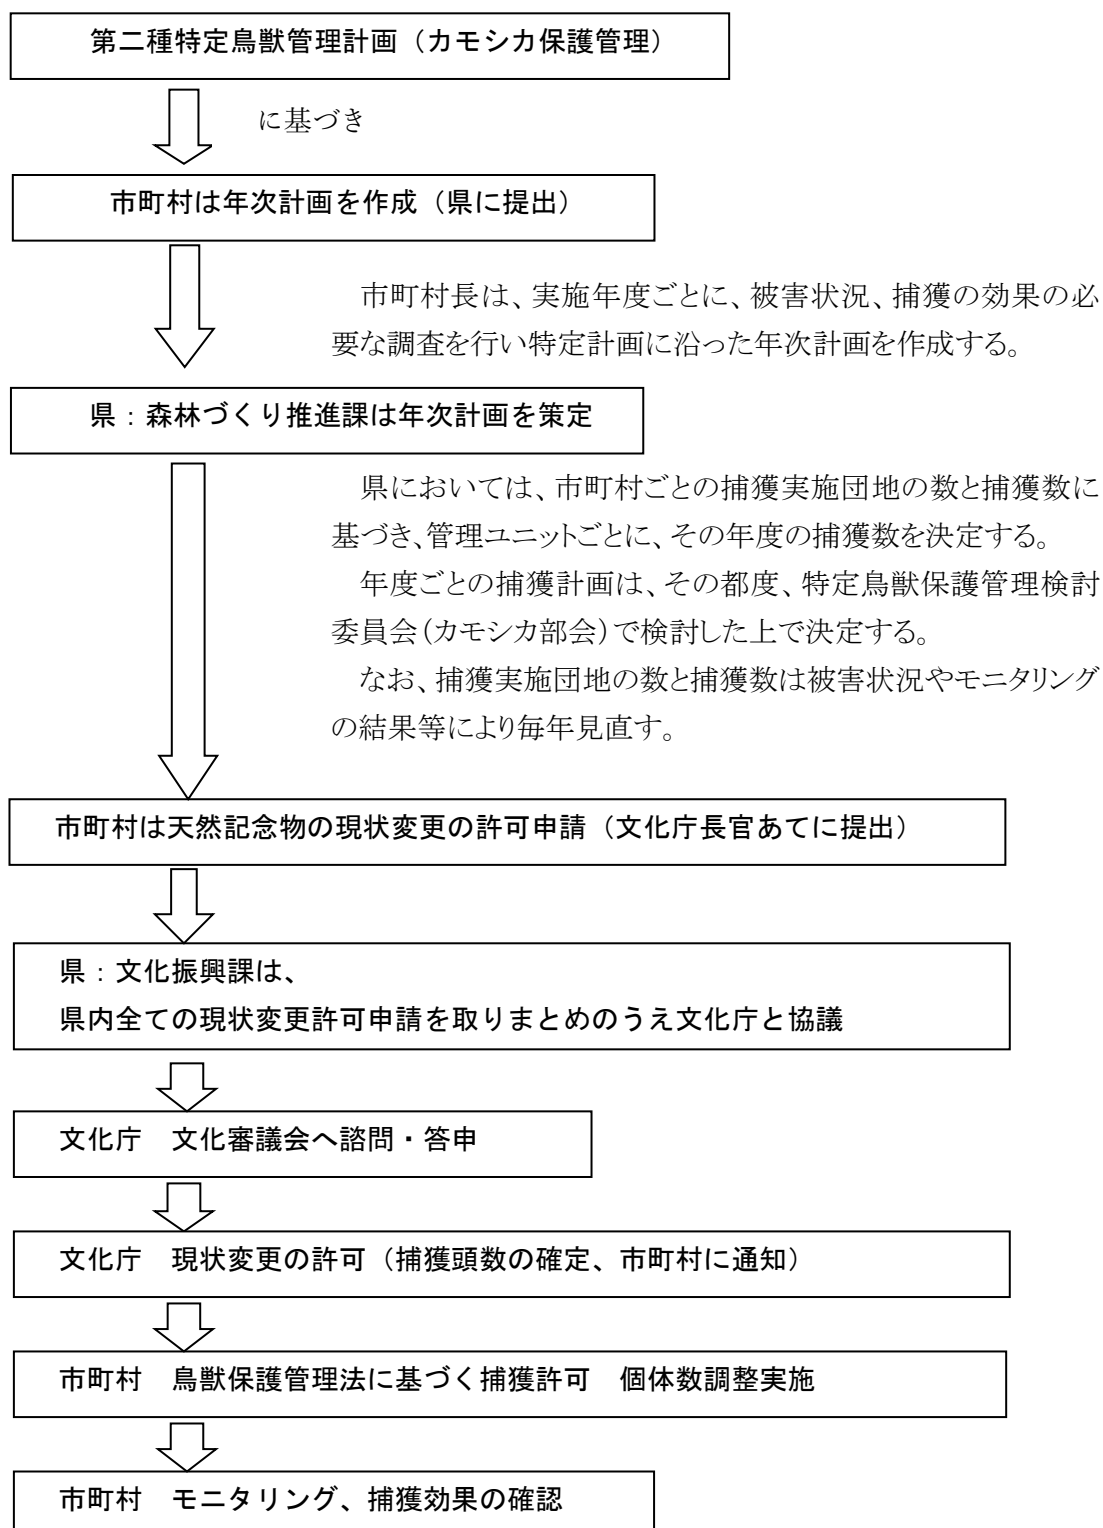 第二種特定鳥獣管理計画（カモシカ保護管理）
に基づき
市町村は年次計画を作成（県に提出）
市町村長は、実施年度ごとに、被害状況、捕獲の効果の必
要な調査を行い特定計画に沿った年次計画を作成する。
県：森林づくり推進課は年次計画を策定
県においては、市町村ごとの捕獲実施団地の数と捕獲数に
基づき、管理ユニットごとに、その年度の捕獲数を決定する。
年度ごとの捕獲計画は、その都度、特定鳥獣保護管理検討
委員会（カモシカ部会）で検討した上で決定する。
なお、捕獲実施団地の数と捕獲数は被害状況やモニタリング
の結果等により毎年見直す。
市町村は天然記念物の現状変更の許可申請（文化庁長官あてに提出）
県：文化振興課は、
県内全ての現状変更許可申請を取りまとめのうえ文化庁と協議
文化庁　文化審議会へ諮問・答申
文化庁　現状変更の許可（捕獲頭数の確定、市町村に通知）
市町村　鳥獣保護管理法に基づく捕獲許可　個体数調整実施
市町村　モニタリング、捕獲効果の確認